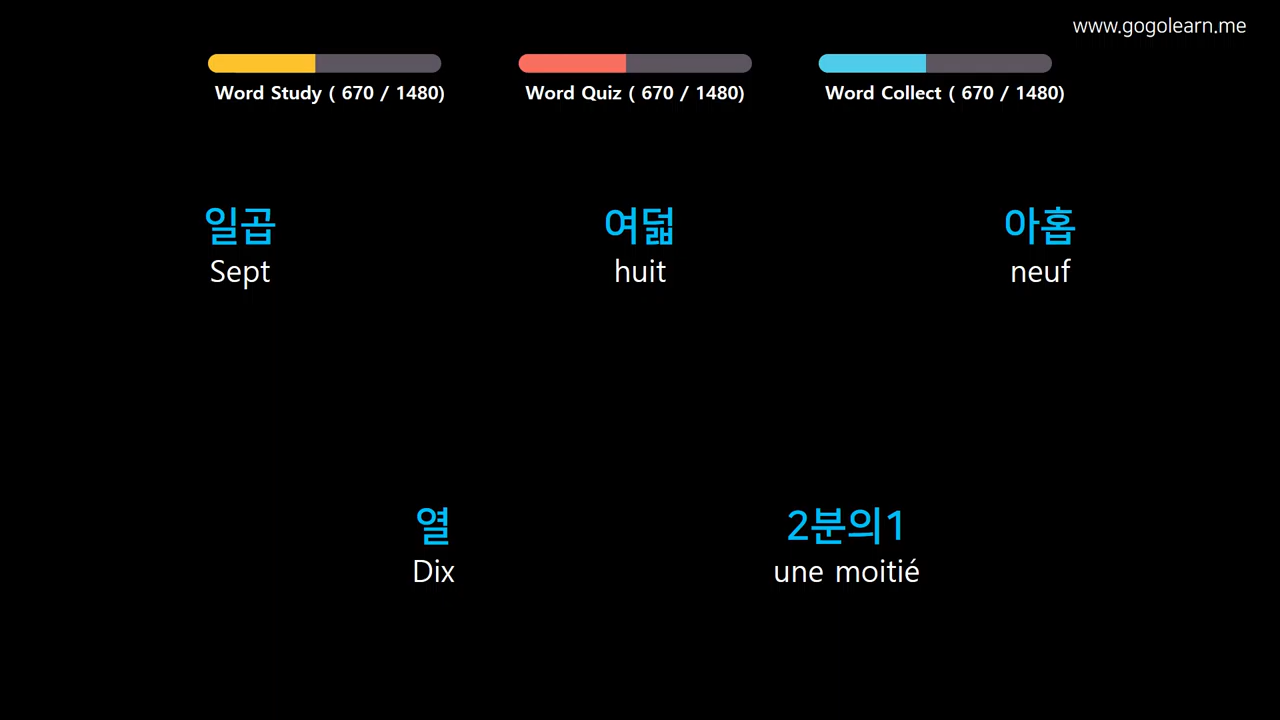 www.gogolearn.me
Word Study ( 670 / 1480)
Word Quiz ( 670 / 1480)
Word Collect ( 670 / 1480)
일곱
Sept
여덟
huit
아홉
neuf
열
Dix
2분의1
une moitié